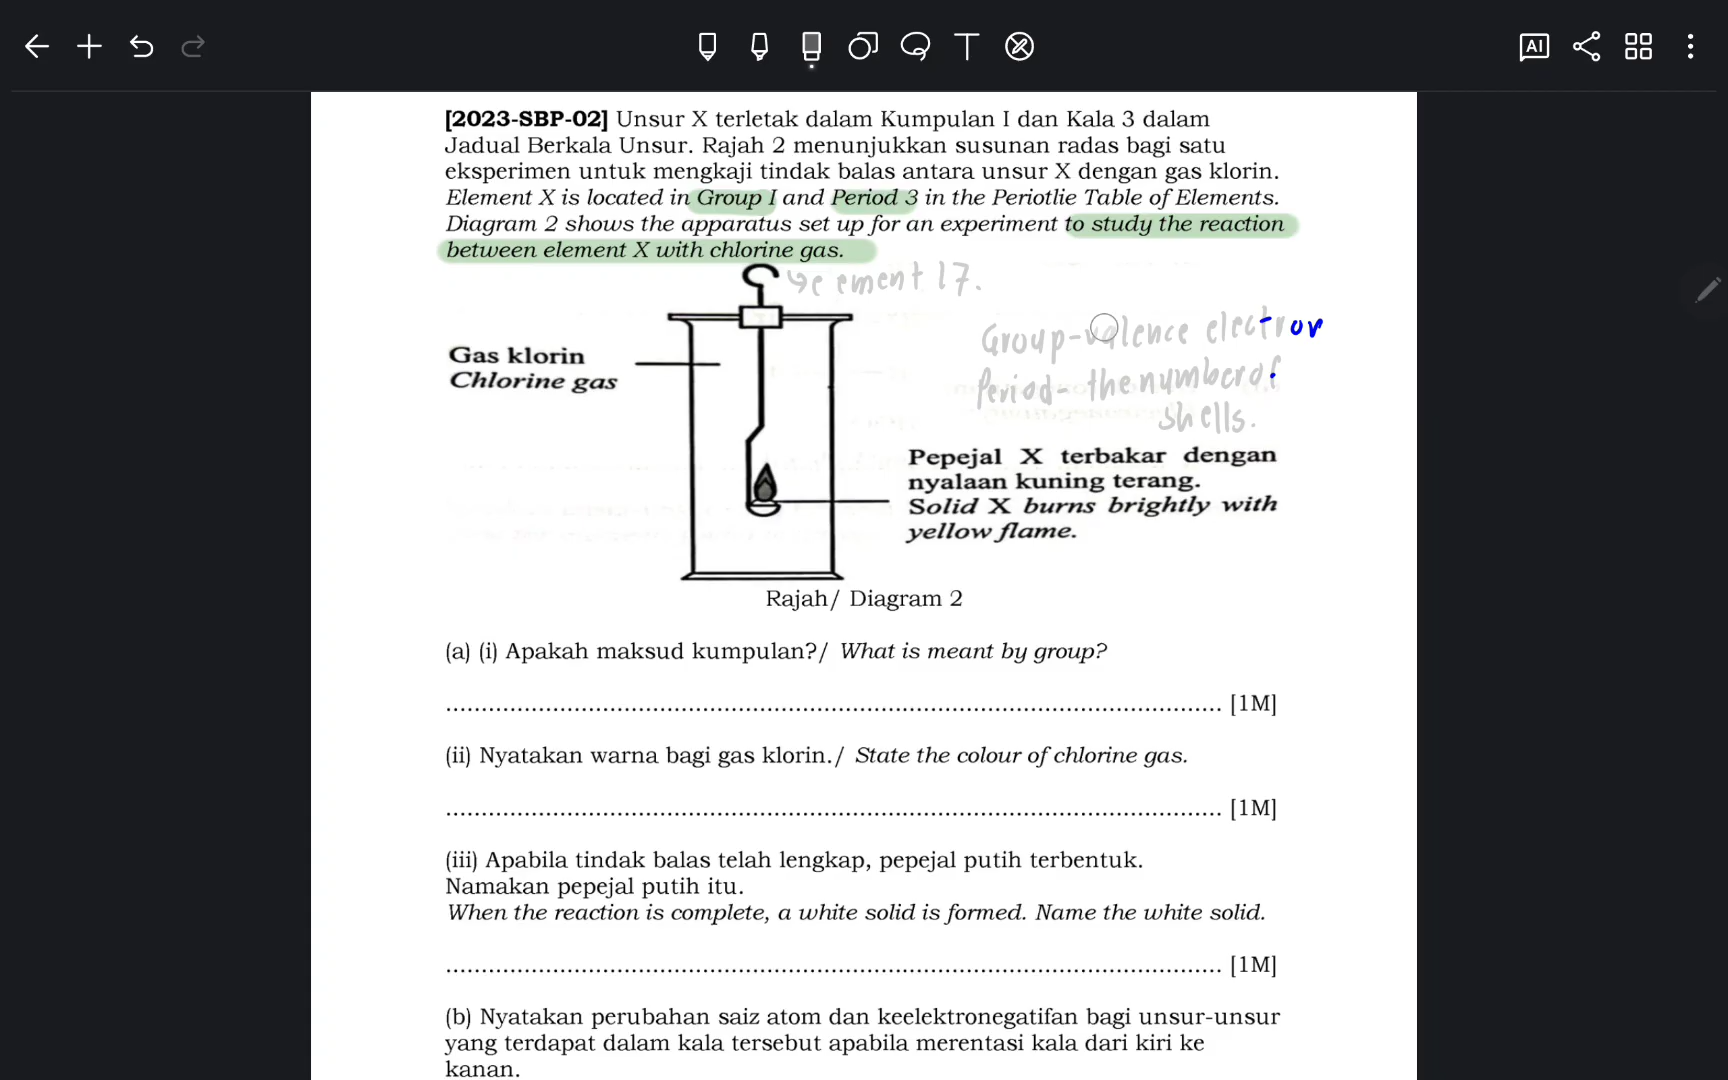 AI
[2023-SBP-02] Unsur X terletak dalam Kumpulan I dan Kala 3 dalam
Jadual Berkala Unsur. Rajah 2 menunjukkan susunan radas bagi satu
eksperimen untuk mengkaji tindak balas antara unsur X dengan gas klorin.
Element X is located in Group I and Period 3 in the Periotlie Table of Elements.
Diagram 2 shows the apparatus set up for an experiment to study the reaction
between element X with chlorine gas.
ement 17.
Group-valence electron
Period- the number of
shells.
Gas klorin
Chlorine gas
Pepejal X terbakar dengan
nyalaan kuning terang.
Solid X burns brightly with
yellow flame.
Rajah/ Diagram 2
(a) (i) Apakah maksud kumpulan?/ What is meant by group?
.......................................................................................................... [1M]
(ii) Nyatakan warna bagi gas klorin./ State the colour of chlorine gas.
.......................................................................................................... [1M]
(iii) Apabila tindak balas telah lengkap, pepejal putih terbentuk.
Namakan pepejal putih itu.
When the reaction is complete, a white solid is formed. Name the white solid.
.......................................................................................................... [1M]
(b) Nyatakan perubahan saiz atom dan keelektronegatifan bagi unsur-unsur
yang terdapat dalam kala tersebut apabila merentasi kala dari kiri ke
kanan.